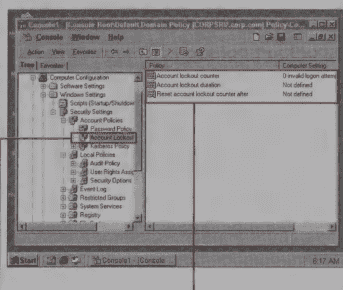 Console1 - [Console Root\Default Domain Policy [CORPSRV.corp.com] Policy\Co
Console Window Help
Action View Favorites
Tree Favorites
Policy Computer Setting
Computer Configuration
Software Settings
Windows Settings
Scripts (Startup/Shutdow
Security Settings
Account Policies
Password Policy
Account Lockou
Kerberos Policy
Local Policies
Audit Policy
User Rights Assi
Security Options
Event Log
Restricted Groups
System Services
Registry
Account lockout counter 0 invalid logon attemp
Account lockout duration Not defined
Reset account lockout counter after Not defined
Start Console1 - [Console 8:17 AM